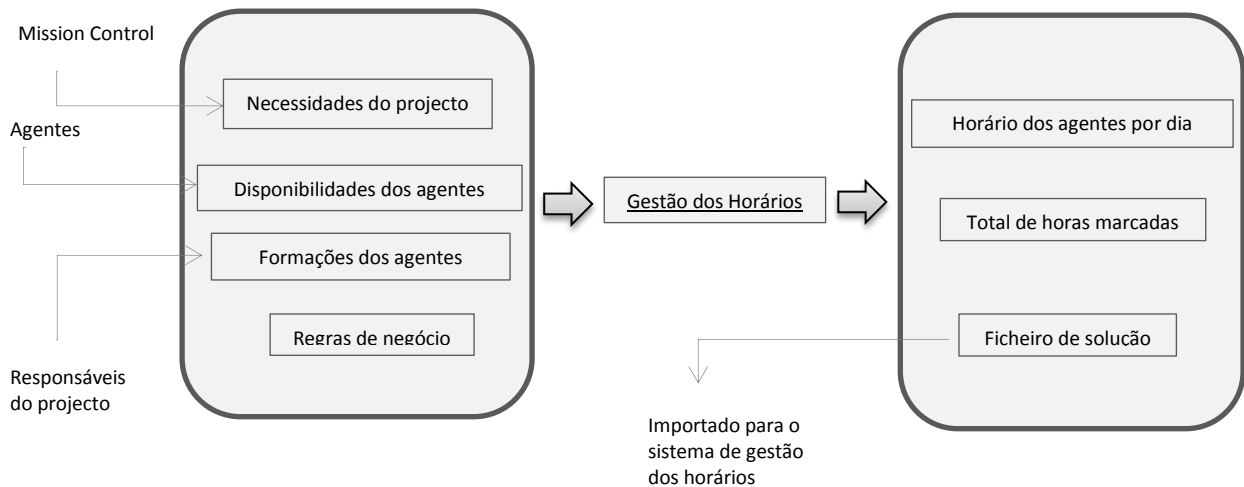 Mission Control
Necessidades do projecto
Agentes
Disponibilidades dos agentes
Formações dos agentes
Regras de negócio
Responsáveis
do projecto
Gestão dos Horários
Horário dos agentes por dia
Total de horas marcadas
Ficheiro de solução
Importado para o
sistema de gestão
dos horários